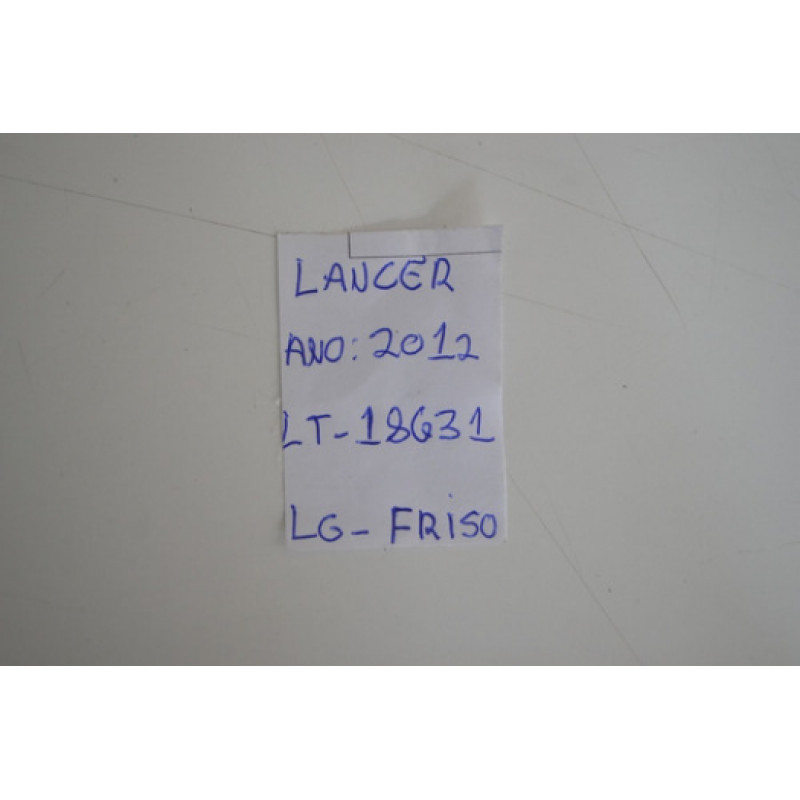 LANCER
ANO: 2012
LT-18631
LG- FRISO